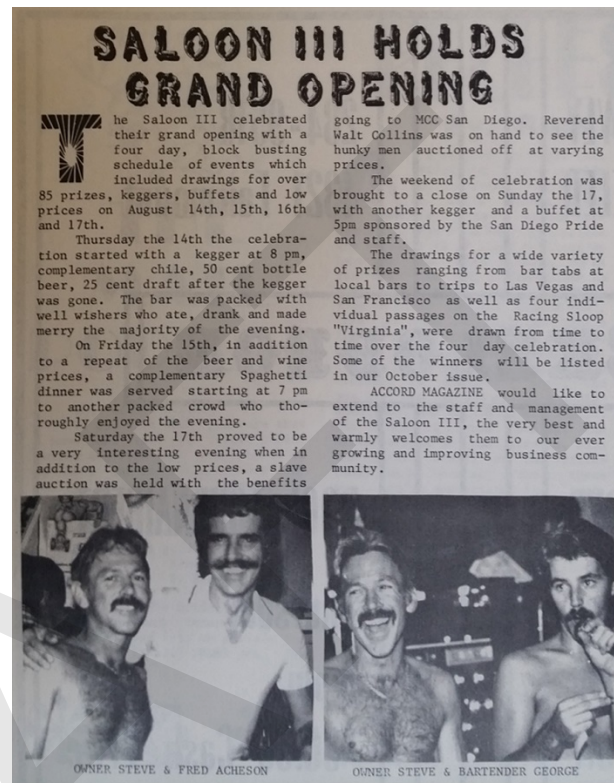 SALOON III HOLDS
GRAND OPENING
The Saloon III celebrated
their grand opening with a
four day, block busting
schedule of events which
included drawings for over
85 prizes, keggers, buffets and low
prices on August 14th, 15th, 16th
and 17th.
Thursday the 14th the celebra-
tion started with a kegger at 8 pm,
complementary chile, 50 cent bottle
beer, 25 cent draft after the kegger
was gone. The bar was packed with
well wishers who ate, drank and made
merry the majority of the evening.
On Friday the 15th, in addition
to a repeat of the beer and wine
prices, a complementary Spaghetti
dinner was served starting at 7 pm
to another packed crowd who tho-
roughly enjoyed the evening.
Saturday the 17th proved to be
a very interesting evening when in
addition to the low prices, a slave
auction was held with the benefits
going to MCC San Diego. Reverend
Walt Collins was on hand to see the
hunky men auctioned off at varying
prices.
The weekend of celebration was
brought to a close on Sunday the 17,
with another kegger and a buffet at
5pm sponsored by the San Diego Pride
and staff.
The drawings for a wide variety
of prizes ranging from bar tabs at
local bars to trips to Las Vegas and
San Francisco as well as four indi-
vidual passages on the Racing Sloop
"Virginia", were drawn from time to
time over the four day celebration.
Some of the winners will be listed
in our October issue.
ACCORD MAGAZINE would like to
extend to the staff and management
of the Saloon III, the very best and
warmly welcomes them to our ever
growing and improving business com-
munity.
OWNER STEVE & FRED ACHESON
OWNER STEVE & BARTENDER GEORGE